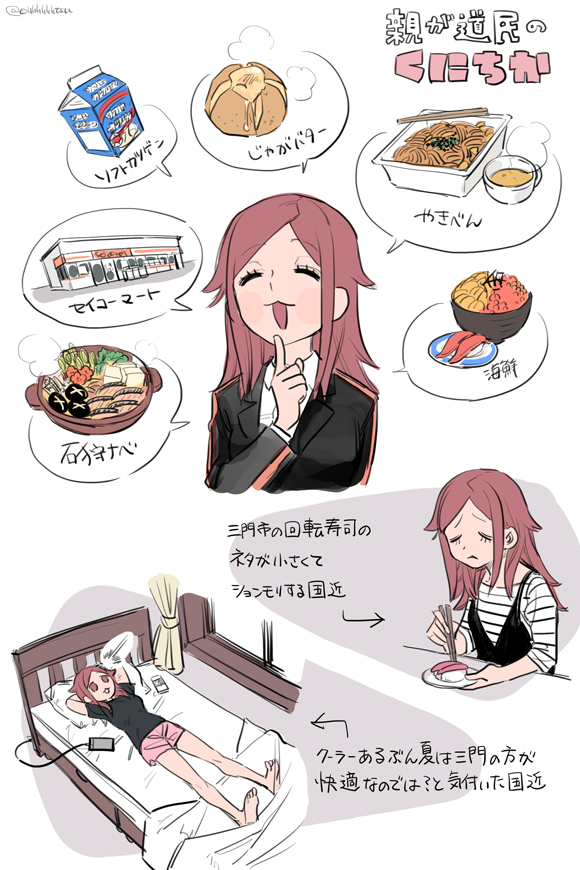 親が道民の
くにちか
ソフトカツゲン
じゃがバター
やきべん
セイコーマート
海鮮
石狩ナベ
三門市の回転寿司の
ネタが小さくて
ションモリする国近
クーラーあるぶん夏は三門の方が
快適なのでは?と気付いた国近